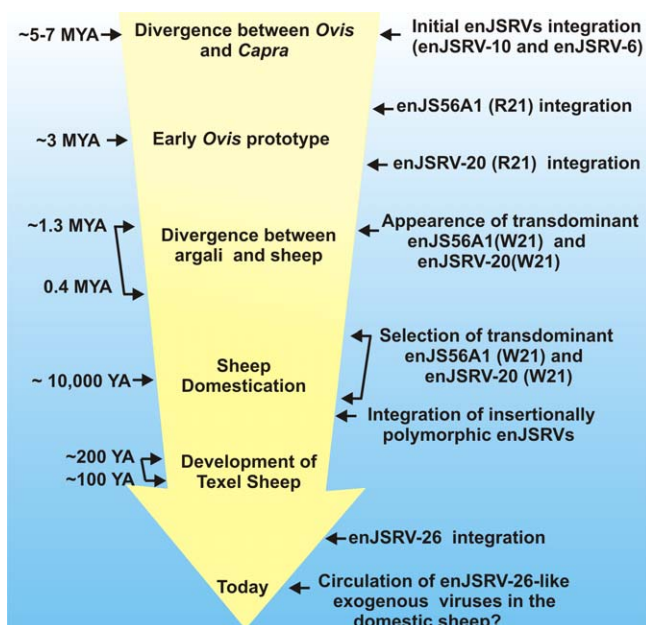 ~5-7 MYA
Divergence between Ovis
and Capra
Initial enJSRVs integration
(enJSRV-10 and enJSRV-6)
enJS56A1 (R21) integration
~3 MYA
Early Ovis prototype
enJSRV-20 (R21) integration
~1.3 MYA
0.4 MYA
Divergence between
argali and sheep
Appearence of transdominant
enJS56A1(W21) and
enJSRV-20(W21)
Selection of transdominant
enJS56A1 (W21) and
enJSRV-20 (W21)
~ 10,000 YA
Sheep
Domestication
Integration of insertionally
polymorphic enJSRVs
~200 YA
~100 YA
Development of
Texel Sheep
enJSRV-26 integration
Today
Circulation of enJSRV-26-like
exogenous viruses in the
domestic sheep?